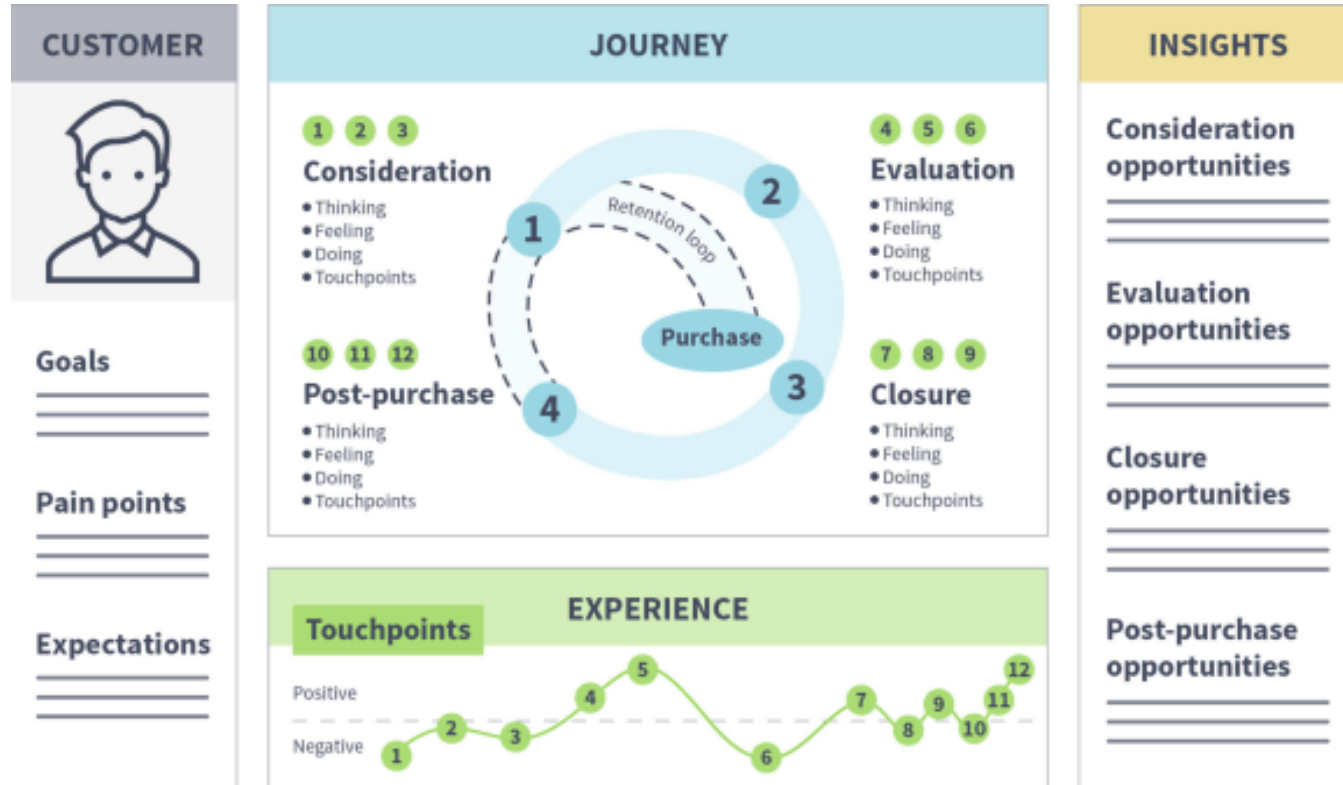 CUSTOMER
Goals
Pain points
Expectations
JOURNEY
1 2 3
Consideration
• Thinking
• Feeling
• Doing
• Touchpoints
10 11 12
Post-purchase
• Thinking
• Feeling
• Doing
• Touchpoints
1
2
3
4
Retention loop
Purchase
4 5 6
Evaluation
• Thinking
• Feeling
• Doing
• Touchpoints
7 8 9
Closure
• Thinking
• Feeling
• Doing
• Touchpoints
EXPERIENCE
Touchpoints
Positive
Negative
1 2 3 4 5 6 7 8 9 10 11 12
INSIGHTS
Consideration
opportunities
Evaluation
opportunities
Closure
opportunities
Post-purchase
opportunities